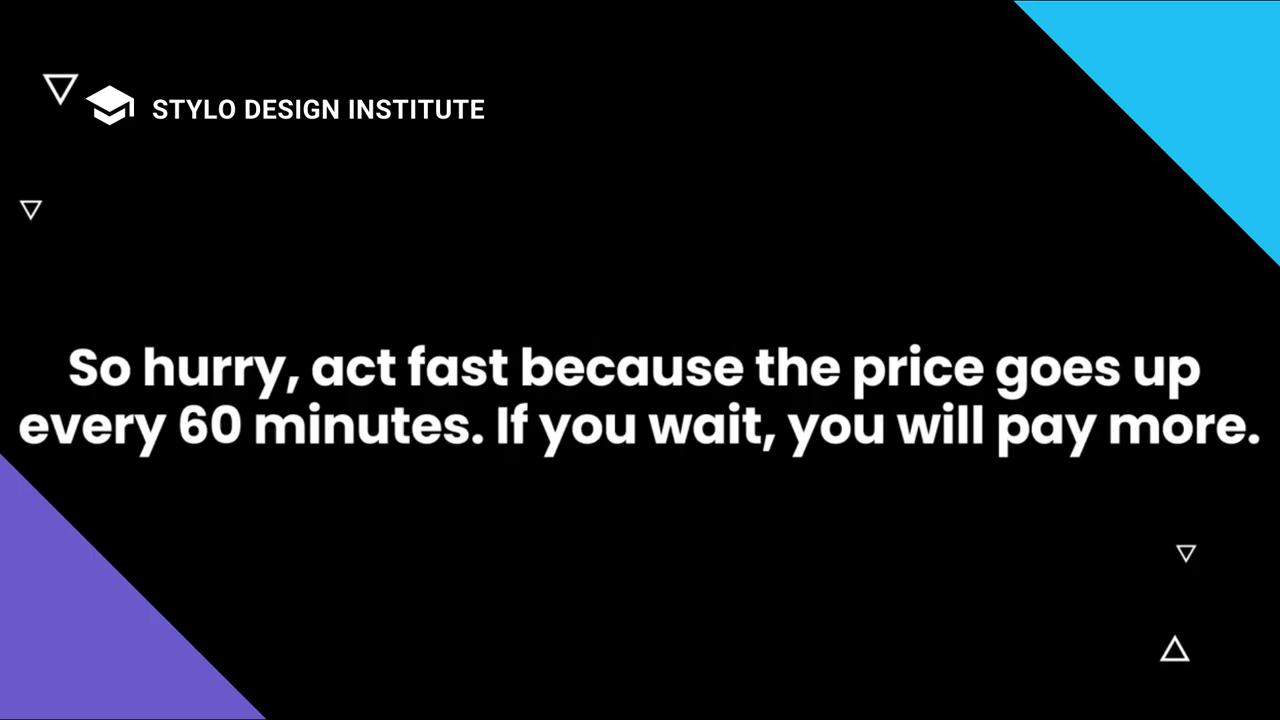 STYLO DESIGN INSTITUTE
So hurry, act fast because the price goes up
every 60 minutes. If you wait, you will pay more.